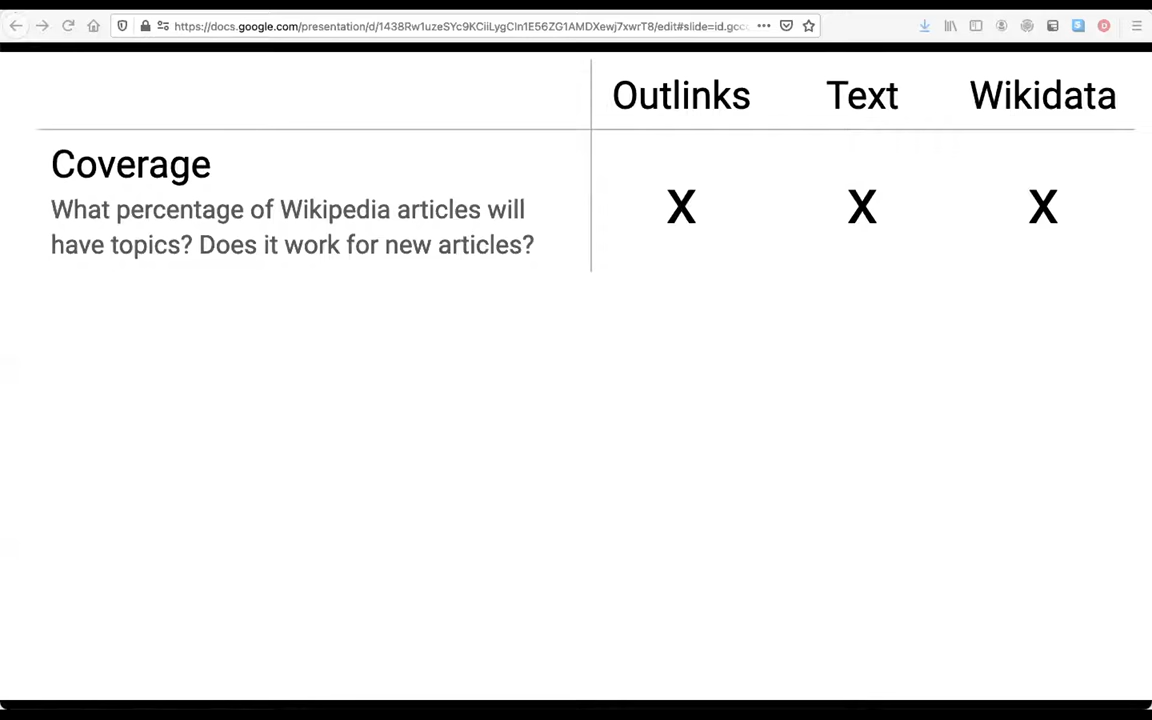 https://docs.google.com/presentation/d/1438Rw1uzeSYc9KCiiLygCIn1E56ZG1AMDXewj7xwrT8/edit#slide=id.gcc
Outlinks Text Wikidata
Coverage
What percentage of Wikipedia articles will
have topics? Does it work for new articles?
X X X